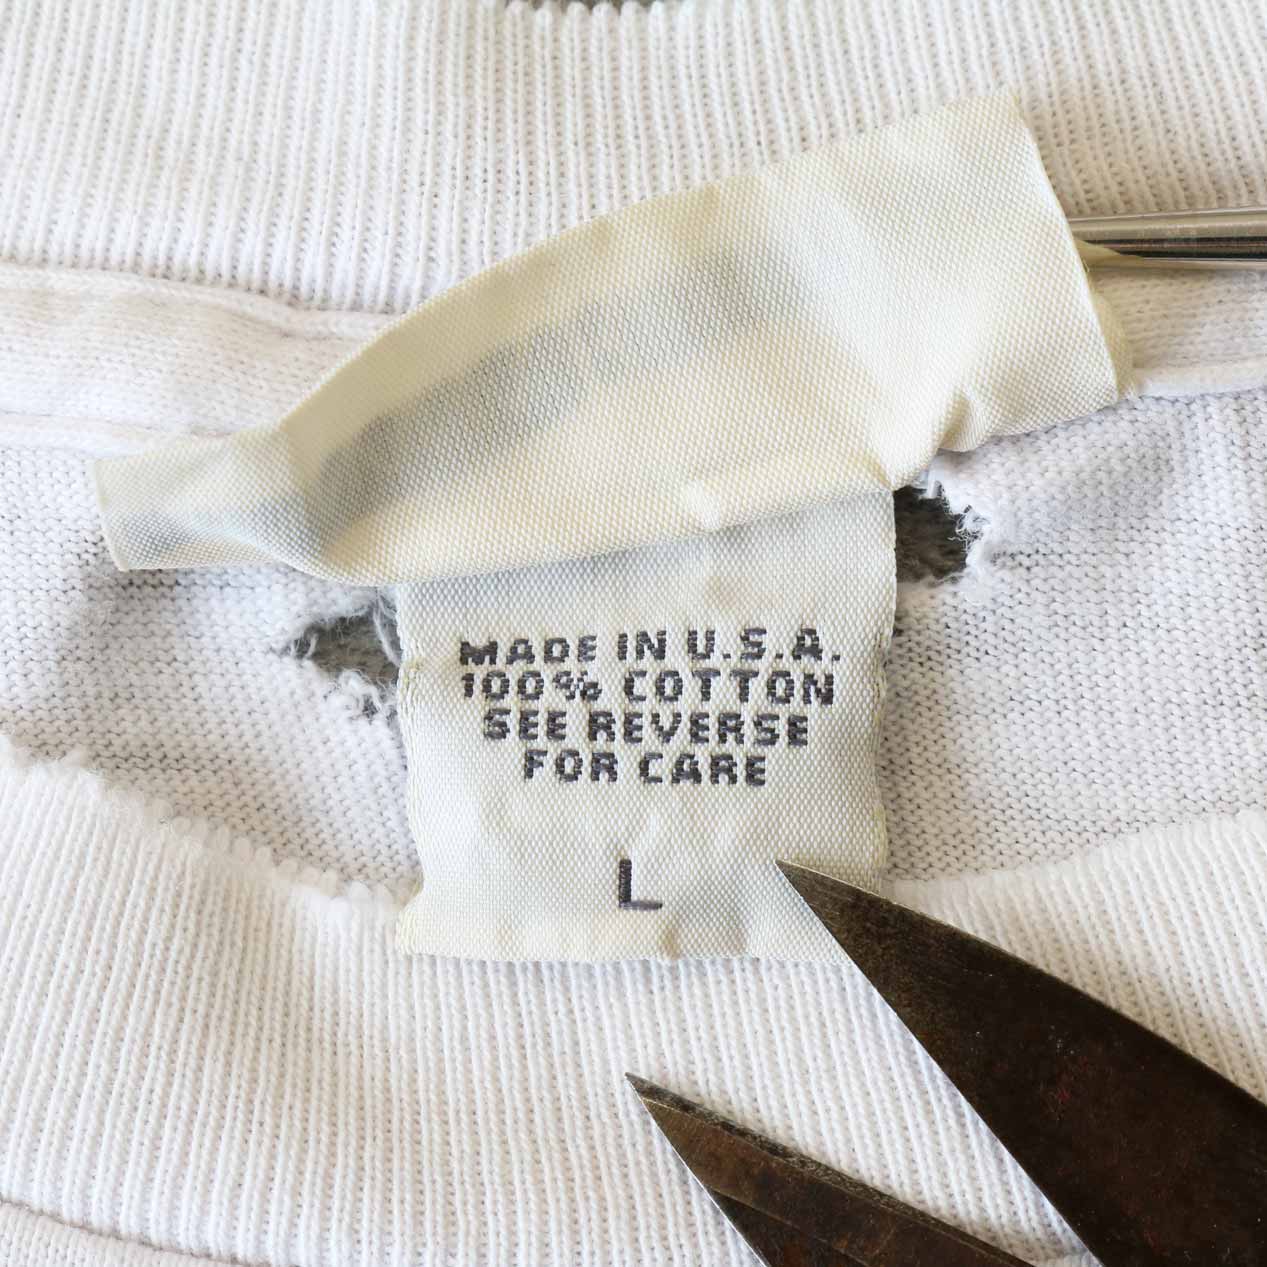 MADE IN U.S.A.
100% COTTON
SEE REVERSE
FOR CARE
L